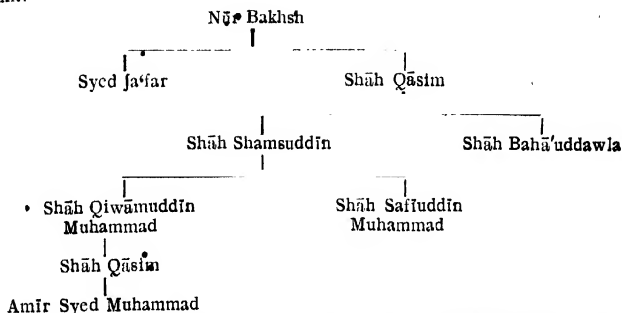 Nūr Bakhsh
Syed Ja‘far Shāh Qāsim
Shāh Shamsuddīn Shāh Bahā’uddawla
Shāh Qiwāmuddīn Shāh Safīuddīn
Muhammad Muhammad
Shāh Qāsim
Amīr Syed Muhammad